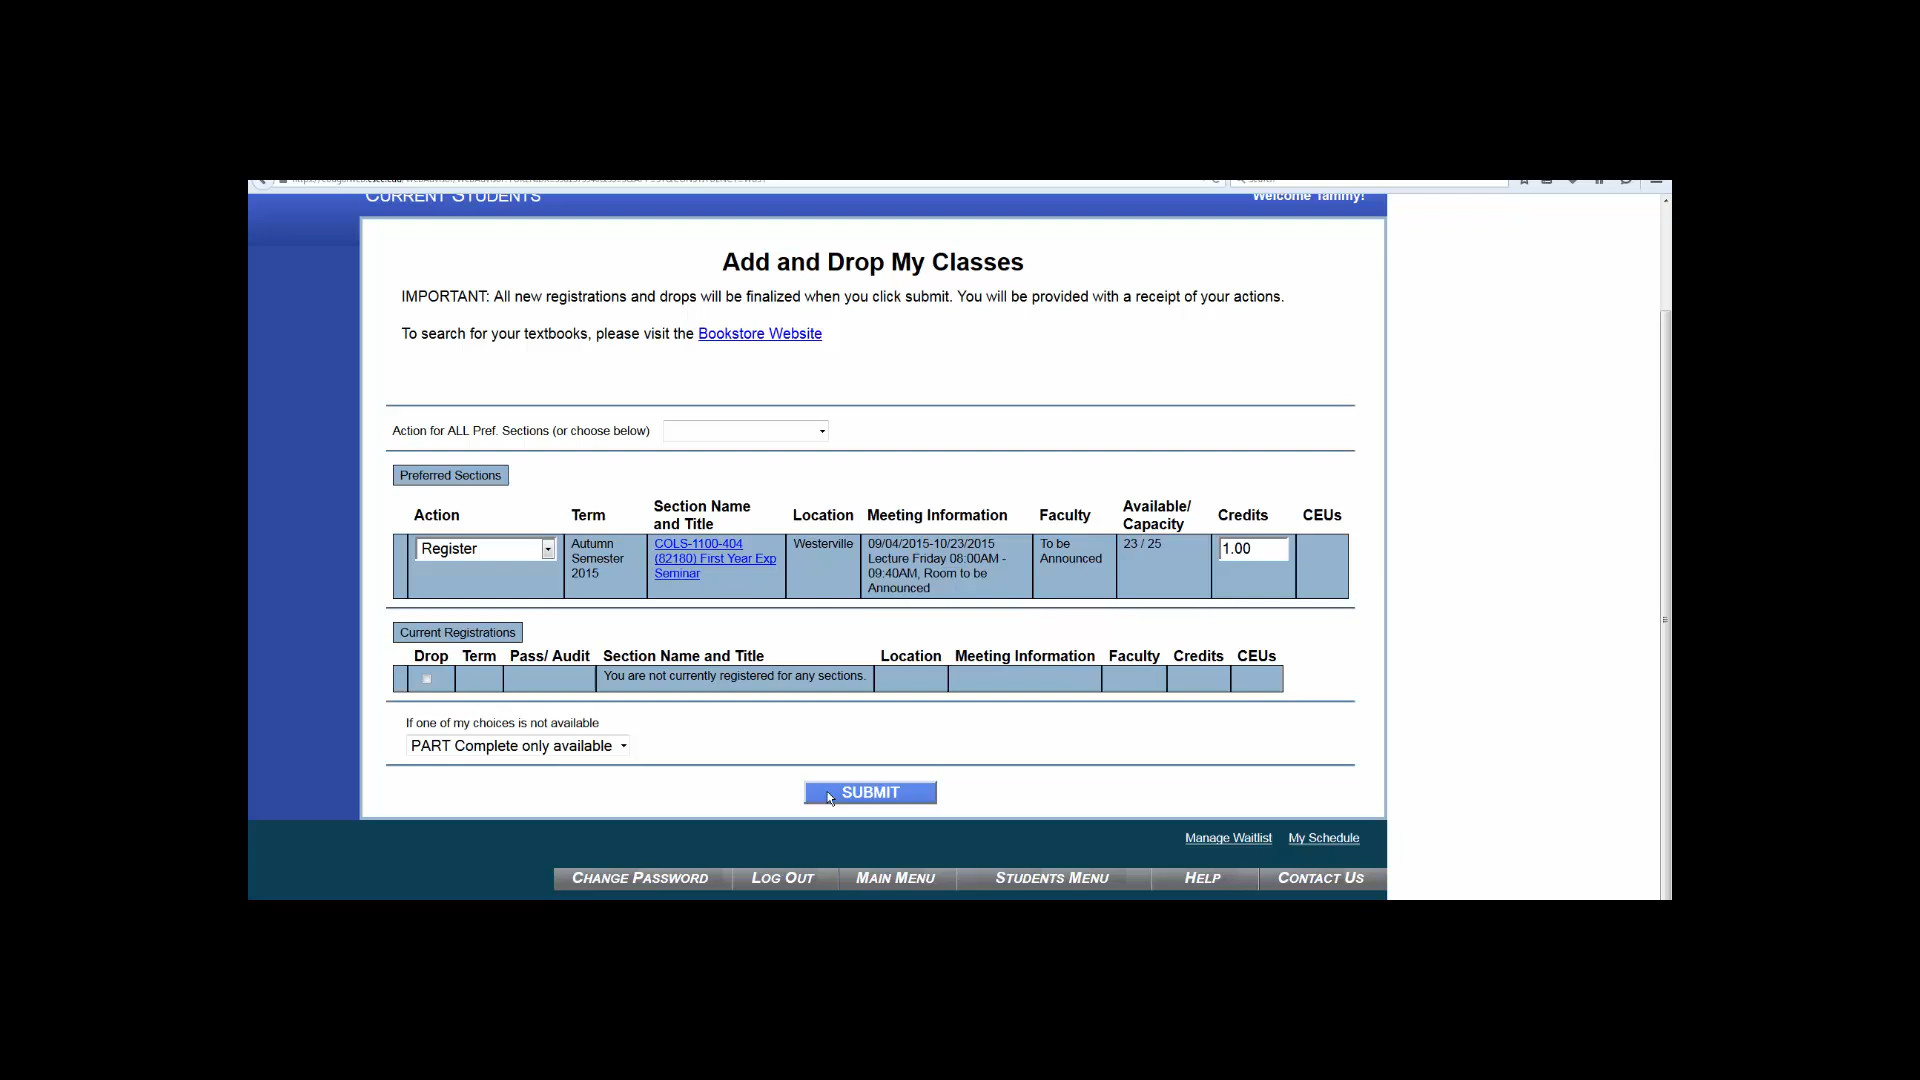 CURRENT STUDENTS
Welcome Tammy!
Add and Drop My Classes
IMPORTANT: All new registrations and drops will be finalized when you click submit. You will be provided with a receipt of your actions.
To search for your textbooks, please visit the Bookstore Website
Action for ALL Pref. Sections (or choose below)
Preferred Sections
Action Term Section Name and Title Location Meeting Information Faculty Available/ Capacity Credits CEUs
Register
Autumn
Semester
2015
COLS-1100-404
(82180) First Year Exp
Seminar
Westerville
09/04/2015-10/23/2015
Lecture Friday 08:00AM -
09:40AM, Room to be
Announced
To be
Announced
23 / 25
1.00
Current Registrations
Drop Term Pass/ Audit Section Name and Title Location Meeting Information Faculty Credits CEUs
You are not currently registered for any sections.
If one of my choices is not available
PART Complete only available
SUBMIT
Manage Waitlist My Schedule
CHANGE PASSWORD LOG OUT MAIN MENU STUDENTS MENU HELP CONTACT US